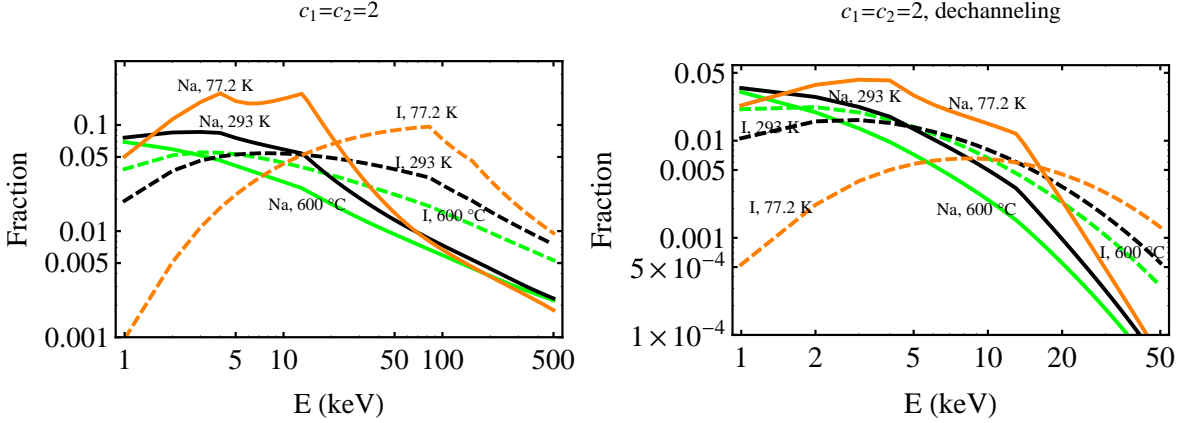 c₁=c₂=2
Fraction
0.1
0.05
0.01
0.005
0.001
Na, 77.2 K
Na, 293 K
I, 77.2 K
I, 293 K
Na, 600 °C
I, 600 °C
1 5 10 50 100 500
E (keV)
c₁=c₂=2, dechanneling
Fraction
0.05
0.01
0.005
0.001
5×10⁻⁴
1×10⁻⁴
Na, 293 K
Na, 77.2 K
I, 293 K
I, 77.2 K
Na, 600 °C
I, 600 °C
1 2 5 10 20 50
E (keV)